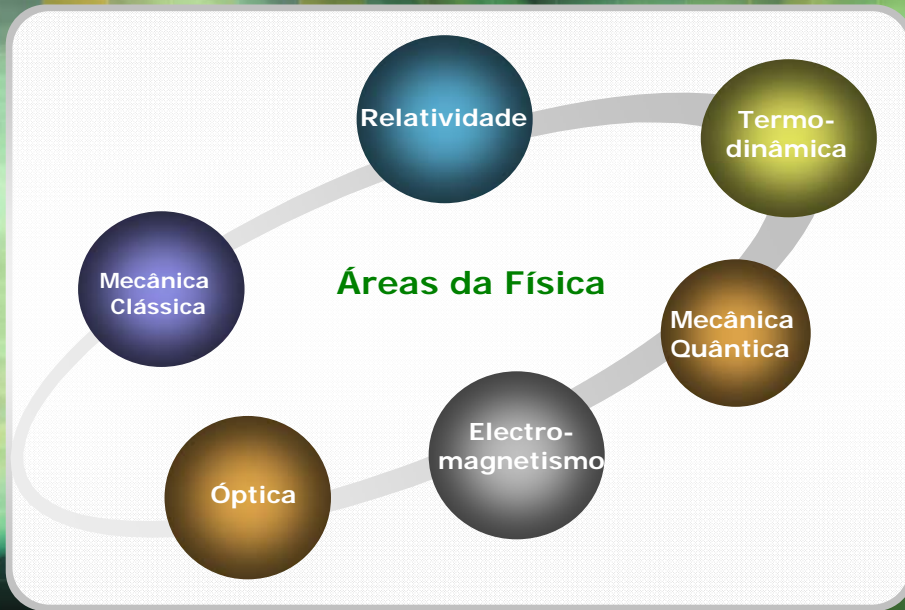 Relatividade
Termo-
dinâmica
Mecânica
Clássica
Áreas da Física
Mecânica
Quântica
Electro-
magnetismo
Óptica